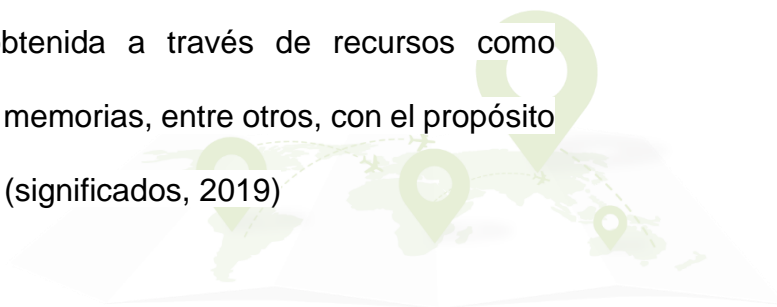 btenida a través de recursos como
memorias, entre otros, con el propósito
(significados, 2019)